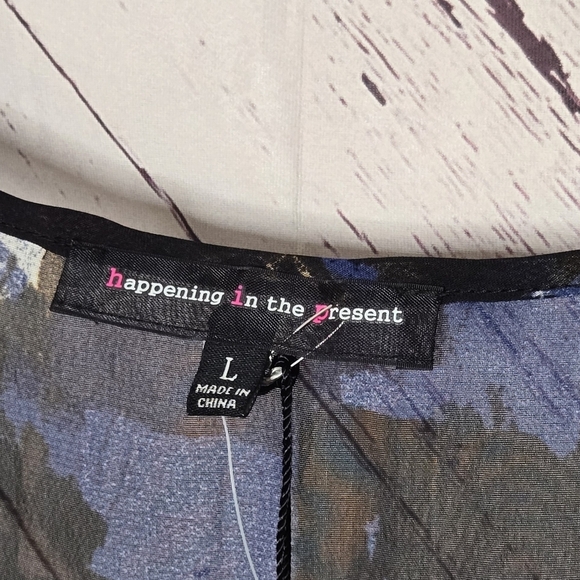 happening in the present
L
MADE IN
CHINA